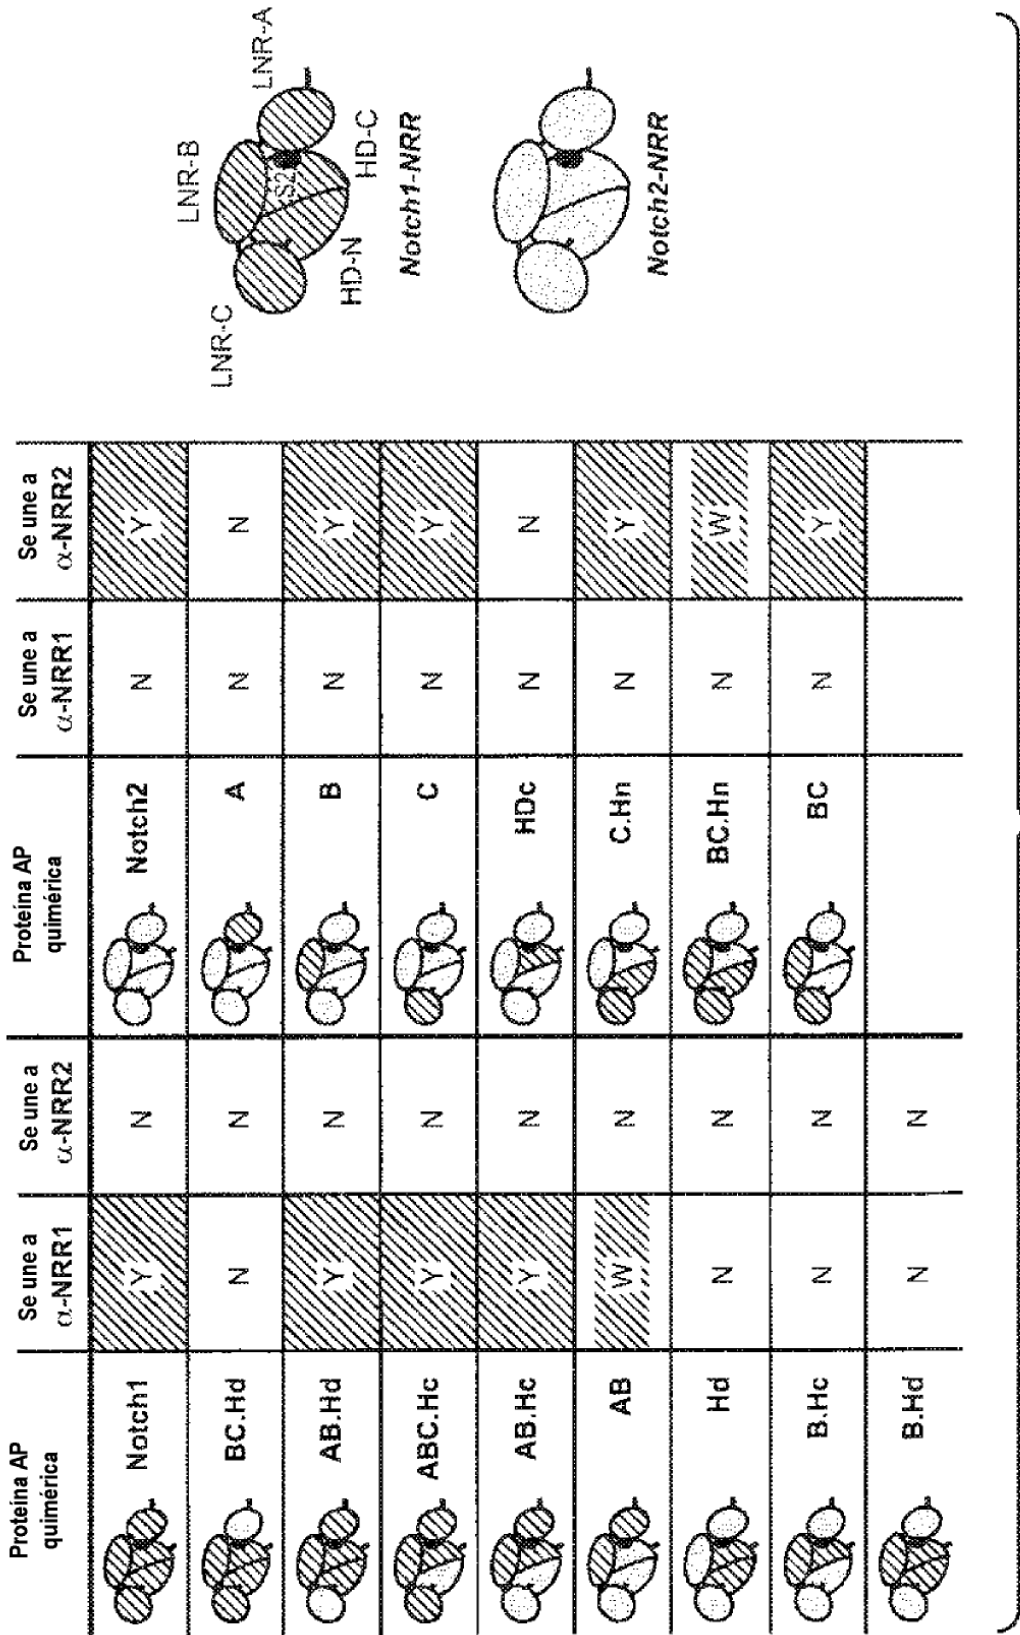 Proteína AP
quimérica
Se une a
α-NRR1
Se une a
α-NRR2
Proteína AP
quimérica
Se une a
α-NRR1
Se une a
α-NRR2
Notch1 Y N Notch2 N Y
BC.Hd N N A N N
AB.Hd Y N B N Y
ABC.Hc Y N C N Y
AB.Hc Y N HDc N N
AB W N C.Hn N Y
Hd N N BC.Hn N W
B.Hc N N BC N Y
B.Hd N N
LNR-C
LNR-B
LNR-A
S2
HD-N
HD-C
Notch1-NRR
Notch2-NRR